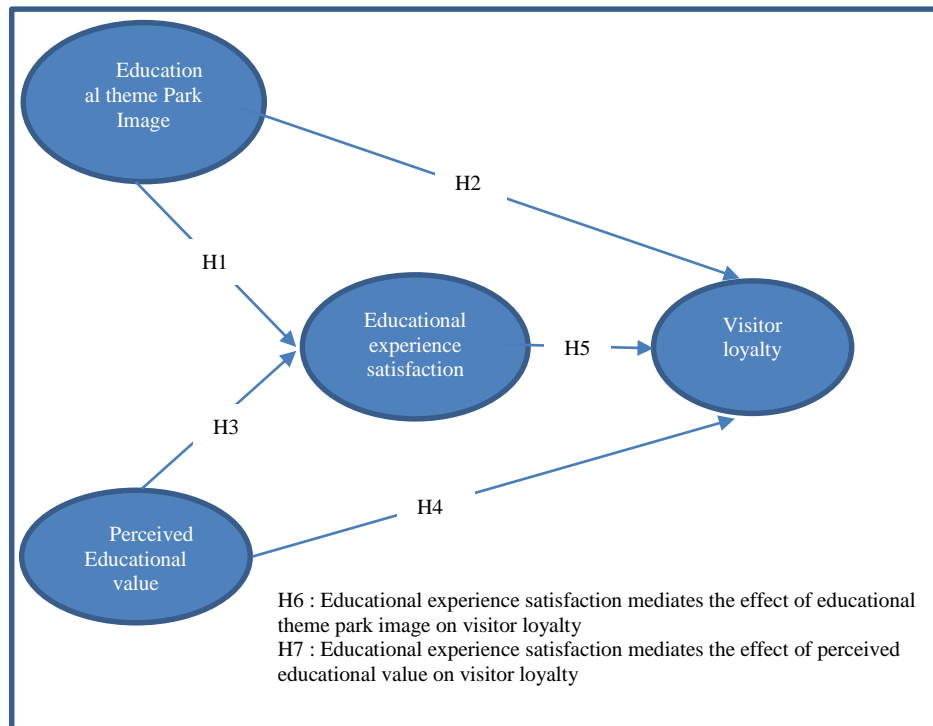 Education
al theme Park
Image
H2
H1
Educational
experience
satisfaction
H5
Visitor
loyalty
H3
H4
Perceived
Educational
value
H6 : Educational experience satisfaction mediates the effect of educational
theme park image on visitor loyalty
H7 : Educational experience satisfaction mediates the effect of perceived
educational value on visitor loyalty